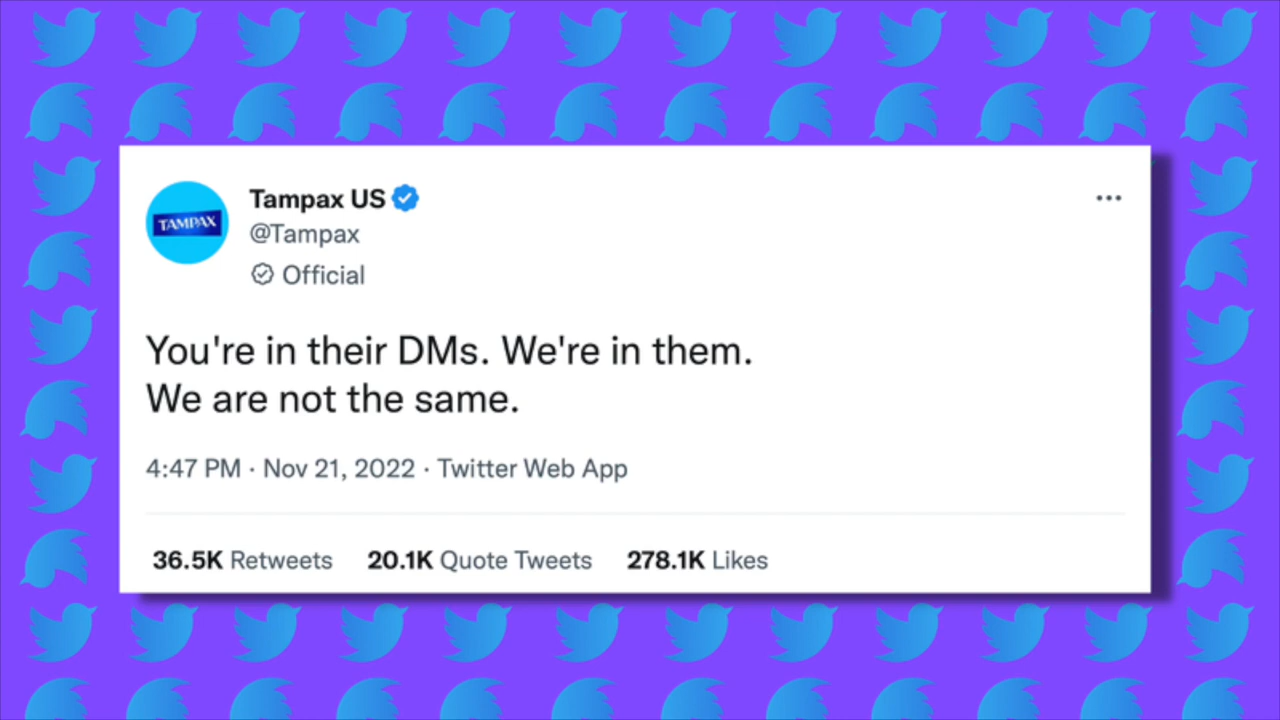 TAMPAX
Tampax US
@Tampax
Official
You're in their DMs. We're in them.
We are not the same.
4:47 PM · Nov 21, 2022 · Twitter Web App
36.5K Retweets 20.1K Quote Tweets 278.1K Likes